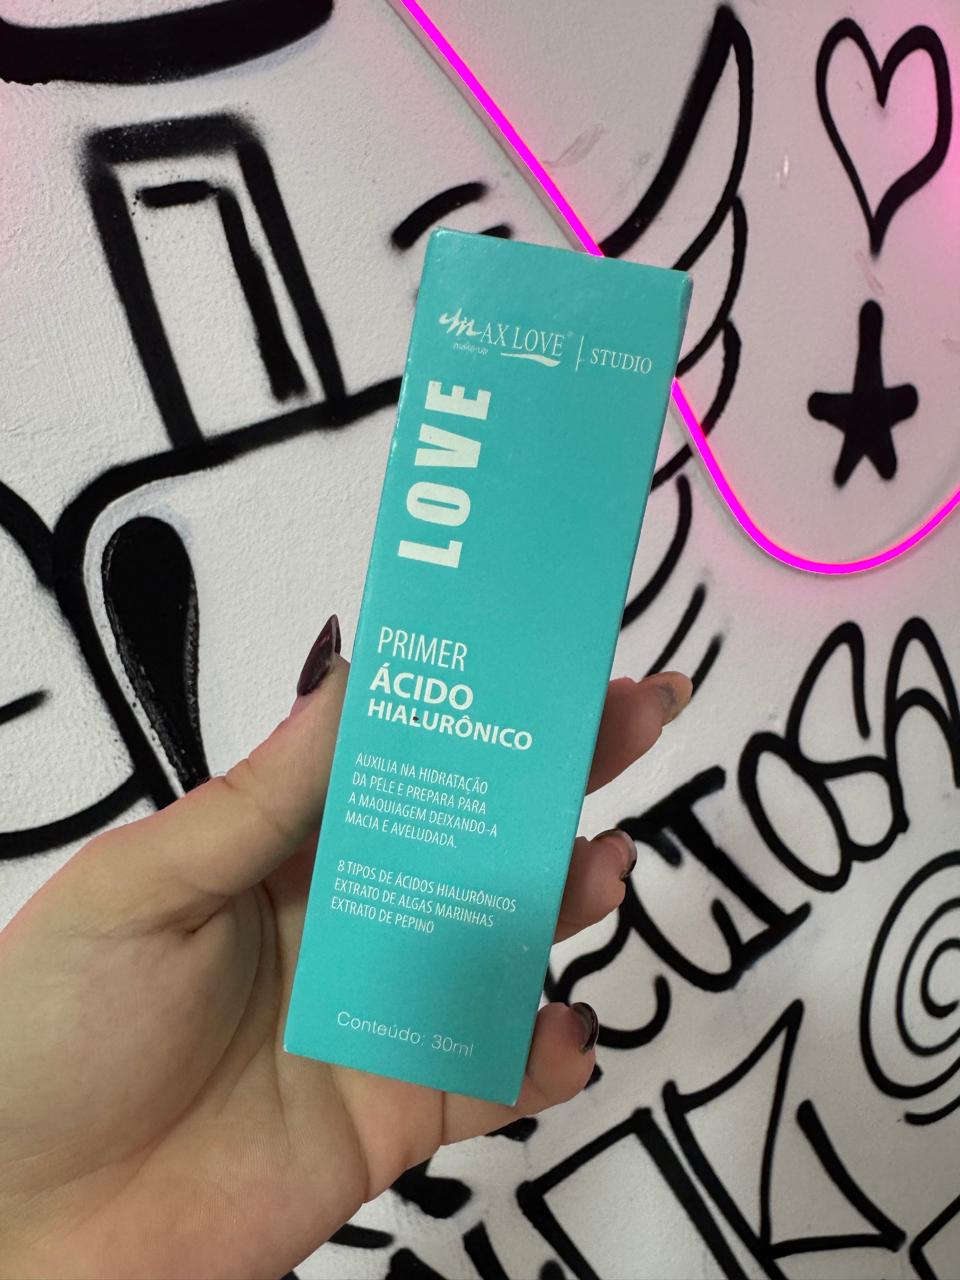 MAX LOVE® | STUDIO
make-up
LOVE
PRIMER
ÁCIDO
HIALURÔNICO
AUXILIA NA HIDRATAÇÃO
DA PELE E PREPARA PARA
A MAQUIAGEM DEIXANDO-A
MACIA E AVELUDADA.
8 TIPOS DE ÁCIDOS HIALURÔNICOS
EXTRATO DE ALGAS MARINHAS
EXTRATO DE PEPINO
Conteúdo: 30ml